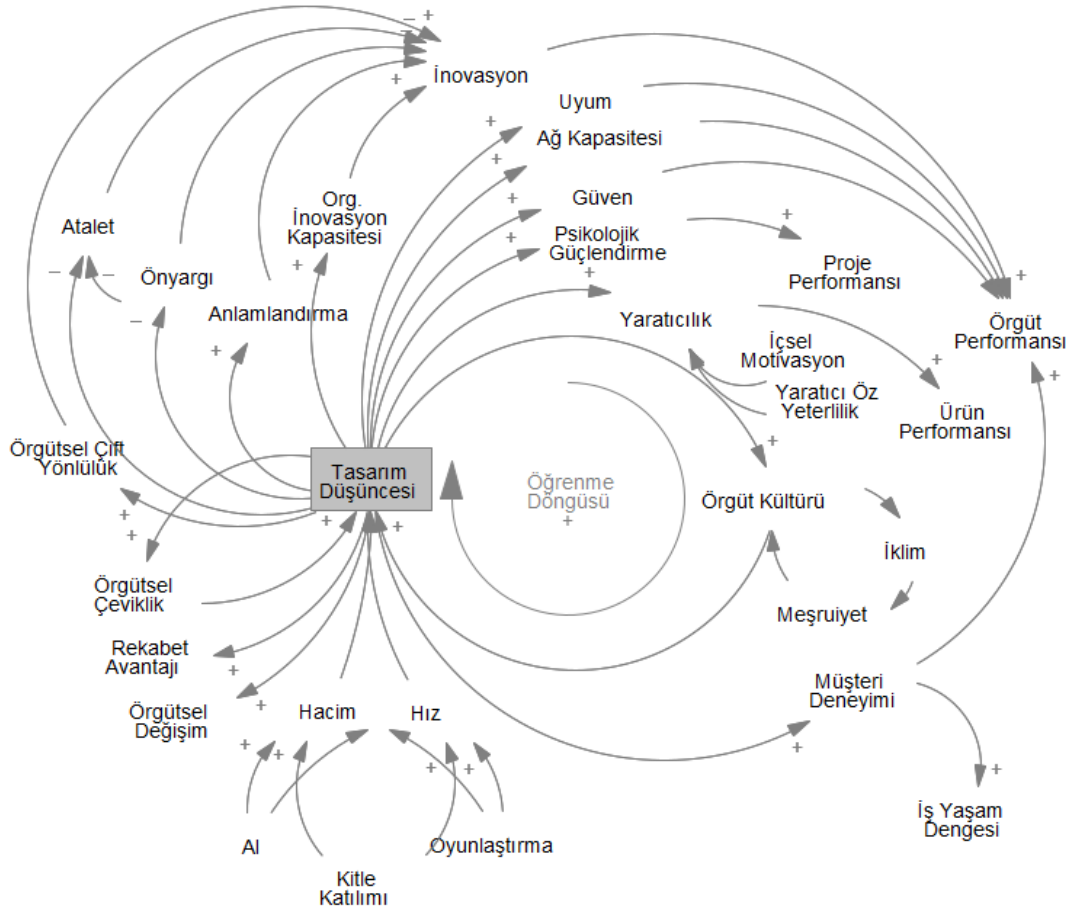 İnovasyon
Uyum
Ağ Kapasitesi
Güven
Psikolojik
Güçlendirme
Org.
İnovasyon
Kapasitesi
Atalet
Önyargı
Anlamlandırma
Proje
Performansı
Yaratıcılık
İçsel
Motivasyon
Yaratıcı Öz
Yeterlilik
Örgüt
Performansı
Ürün
Performansı
Örgütsel Çift
Yönlülük
Tasarım
Düşüncesi
Öğrenme
Döngüsü
+
Örgüt Kültürü
İklim
Meşruiyet
Örgütsel
Çeviklik
Rekabet
Avantajı
Örgütsel
Değişim
Hacim
Hız
Müşteri
Deneyimi
İş Yaşam
Dengesi
AI
Oyunlaştırma
Kitle
Katılımı